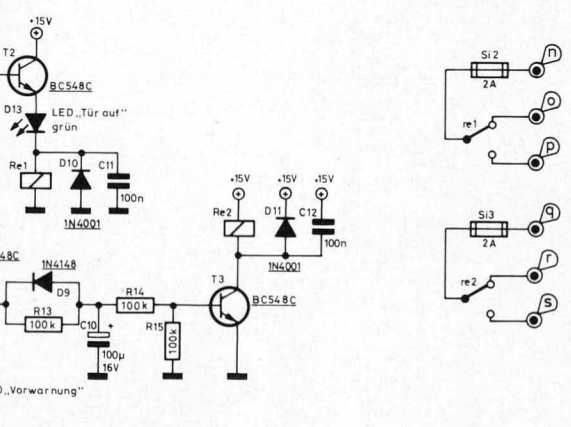 +15V
T2
BC548C
D13
LED „Tür auf"
grün
Re1
D10
C11
100n
1N4001
+15V
+15V
+15V
Re2
D11
C12
100n
1N4001
48C
1N4148
D9
R13
100k
C10
+
100µ
16V
R14
100k
R15
100k
T3
BC548C
„Vorwarnung"
Si2
2A
n
o
re1
p
Si3
2A
q
r
re2
s